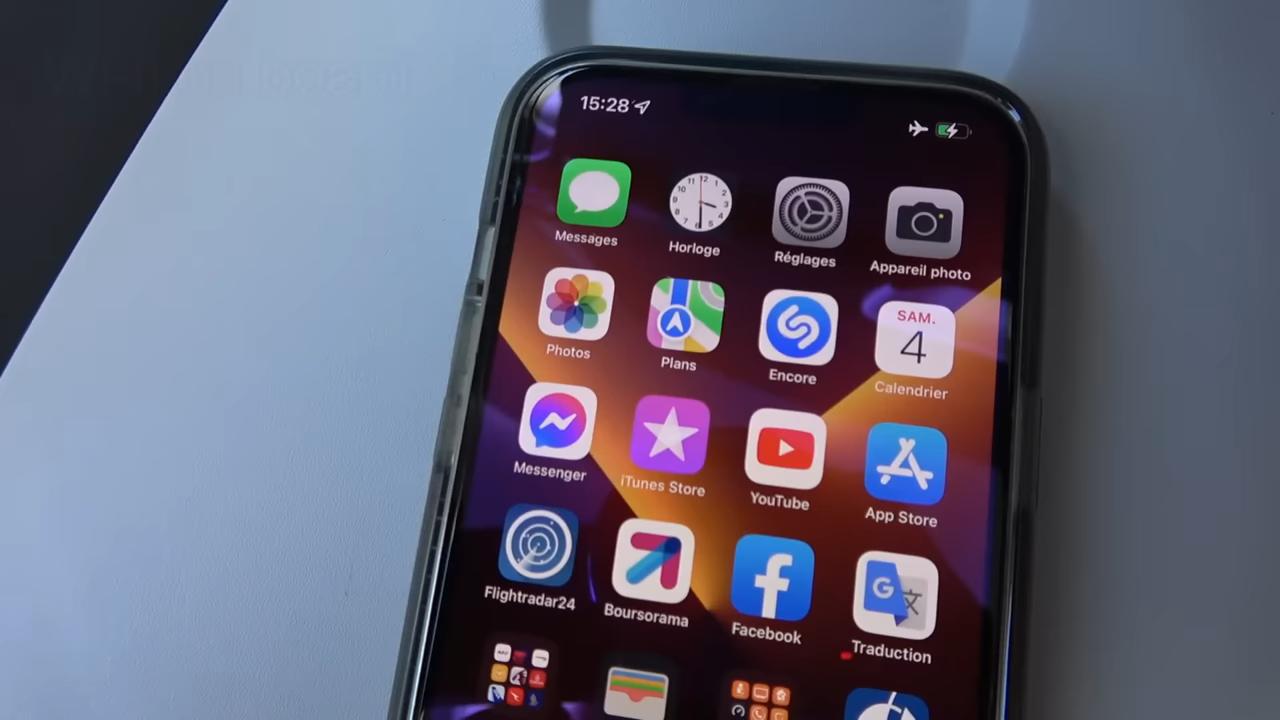 15:28
Messages
Horloge
Réglages
Appareil photo
Photos
Plans
Encore
SAM.
4
Calendrier
Messenger
iTunes Store
YouTube
App Store
Flightradar24
Boursorama
Facebook
G 文
Traduction